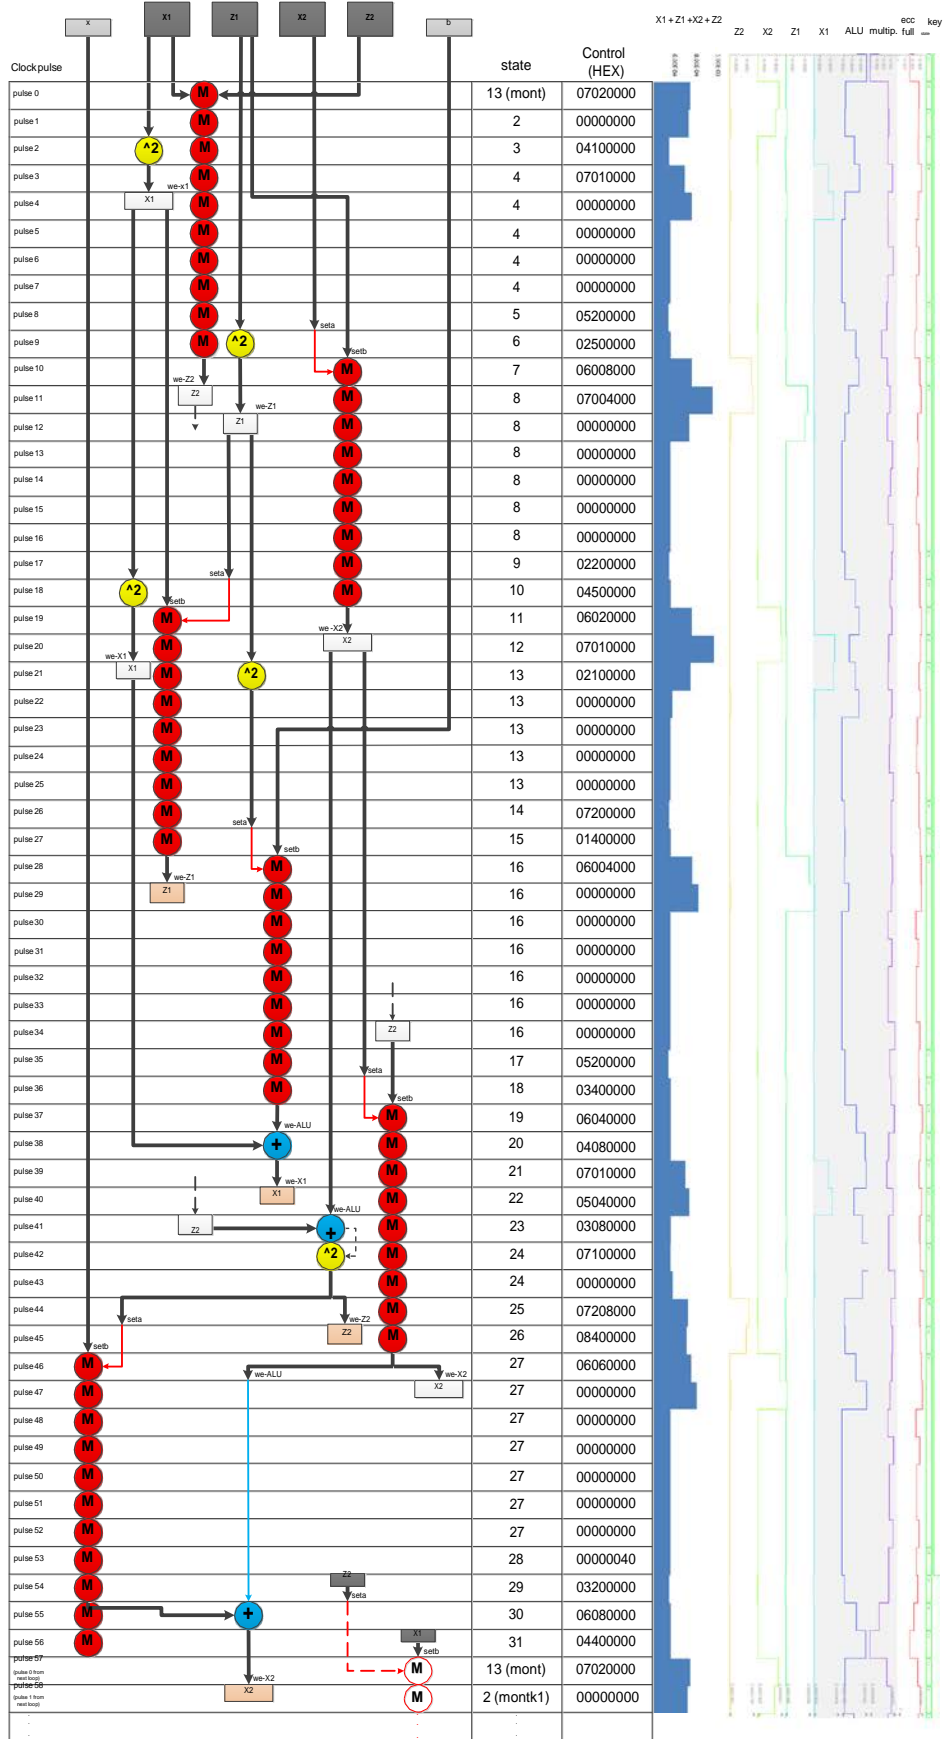 x X1 Z1 X2 Z2 b
X1 + Z1 +X2 + Z2 Z2 X2 Z1 X1 ALU multip. ecc full key
Clockpulse state Control (HEX)
pulse 0 M 13 (mont) 07020000
pulse 1 M 2 00000000
pulse 2 ^2 M 3 04100000
pulse 3 we-x1 M 4 07010000
pulse 4 X1 M 4 00000000
pulse 5 M 4 00000000
pulse 6 M 4 00000000
pulse 7 M 4 00000000
pulse 8 M seta 5 05200000
pulse 9 M ^2 setb 6 02500000
pulse 10 we-Z2 M 7 06008000
pulse 11 Z2 we-Z1 M 8 07004000
pulse 12 Z1 M 8 00000000
pulse 13 M 8 00000000
pulse 14 M 8 00000000
pulse 15 M 8 00000000
pulse 16 M 8 00000000
pulse 17 seta M 9 02200000
pulse 18 ^2 setb M 10 04500000
pulse 19 M we -X2 11 06020000
pulse 20 we-X1 M X2 12 07010000
pulse 21 X1 M ^2 13 02100000
pulse 22 M 13 00000000
pulse 23 M 13 00000000
pulse 24 M 13 00000000
pulse 25 M 13 00000000
pulse 26 M seta 14 07200000
pulse 27 M setb 15 01400000
pulse 28 we-Z1 M 16 06004000
pulse 29 Z1 M 16 00000000
pulse 30 M 16 00000000
pulse 31 M 16 00000000
pulse 32 M 16 00000000
pulse 33 M 16 00000000
pulse 34 M Z2 16 00000000
pulse 35 M seta 17 05200000
pulse 36 M setb 18 03400000
pulse 37 we-ALU M 19 06040000
pulse 38 + M 20 04080000
pulse 39 we-X1 M 21 07010000
pulse 40 X1 we-ALU M 22 05040000
pulse 41 Z2 + M 23 03080000
pulse 42 ^2 M 24 07100000
pulse 43 M 24 00000000
pulse 44 seta we-Z2 M 25 07208000
pulse 45 setb Z2 M 26 08400000
pulse 46 M we-ALU we-X2 27 06060000
pulse 47 M X2 27 00000000
pulse 48 M 27 00000000
pulse 49 M 27 00000000
pulse 50 M 27 00000000
pulse 51 M 27 00000000
pulse 52 M 27 00000000
pulse 53 M 28 00000040
pulse 54 M Z2 seta 29 03200000
pulse 55 M + 30 06080000
pulse 56 M X1 setb 31 04400000
pulse 57 (pulse 0 from next loop) we-X2 M 13 (mont) 07020000
pulse 58 (pulse 1 from next loop) X2 M 2 (montk1) 00000000